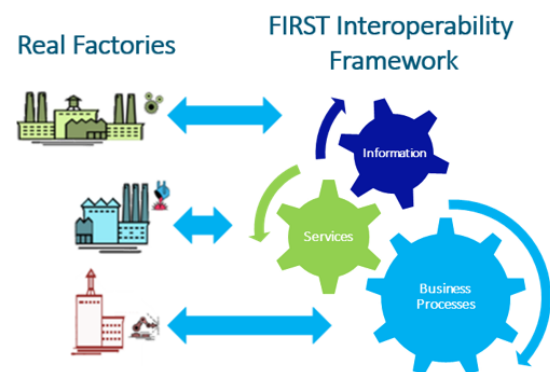 Real Factories
FIRST Interoperability
Framework
Information
Services
Business
Processes